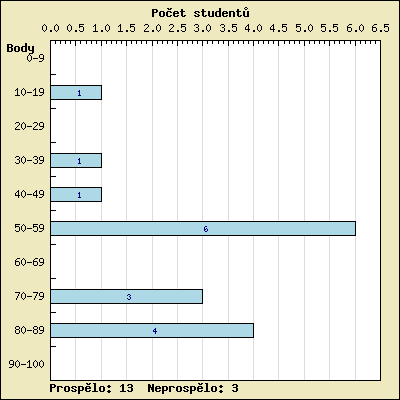 Počet studentů
0.0 0.5 1.0 1.5 2.0 2.5 3.0 3.5 4.0 4.5 5.0 5.5 6.0 6.5
Body
0-9
10-19 1
20-29
30-39 1
40-49 1
50-59 6
60-69
70-79 3
80-89 4
90-100
Prospělo: 13 Neprospělo: 3